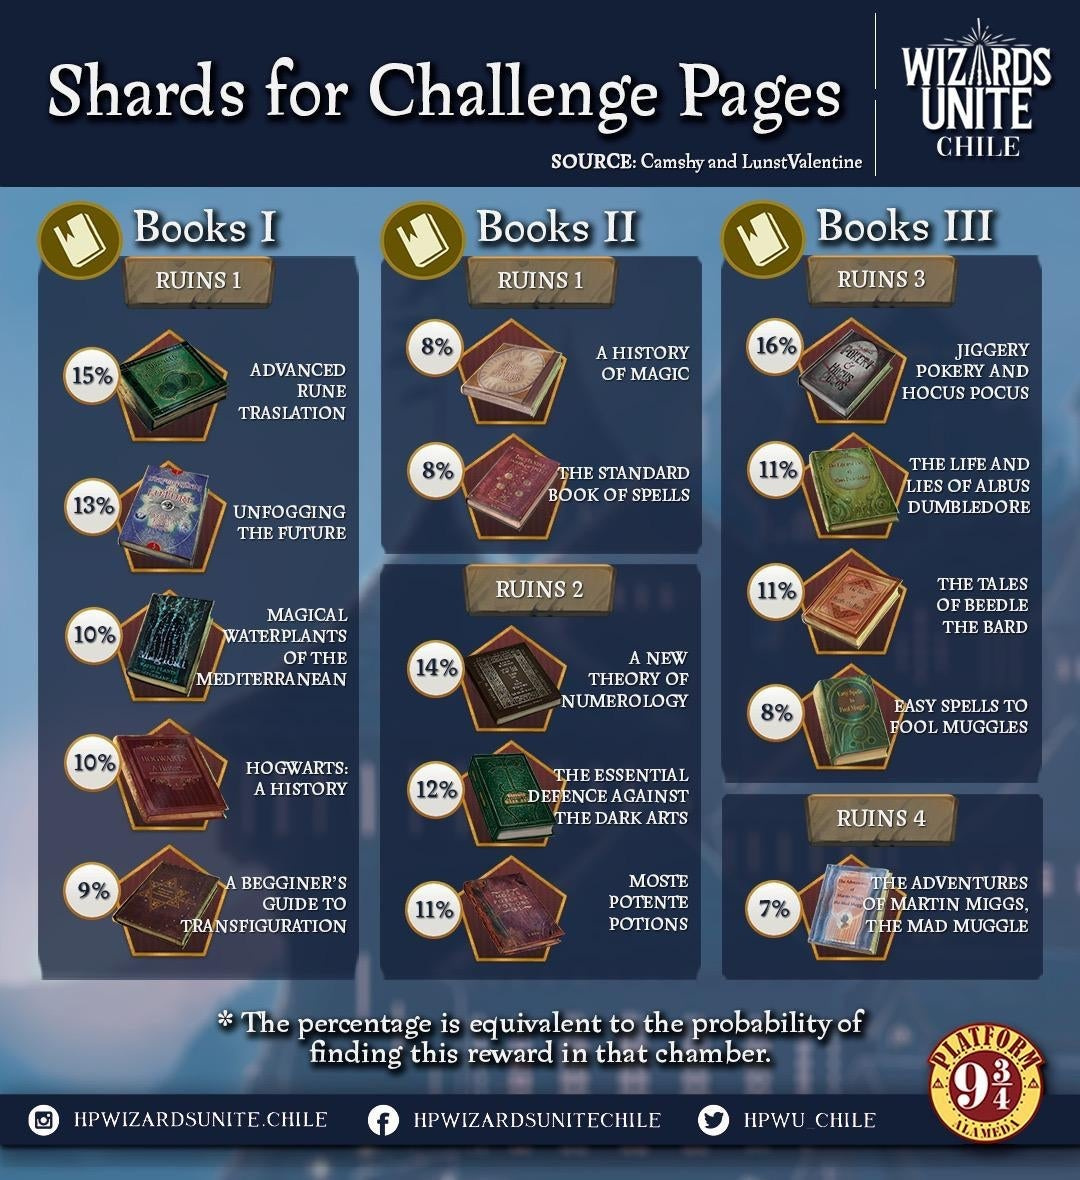 Shards for Challenge Pages
SOURCE: Camshy and LunstValentine
WIZARDS
UNITE
CHILE
Books I
RUINS 1
15%
ADVANCED
RUNE
TRASLATION
13%
UNFOGGING
THE FUTURE
10%
MAGICAL
WATERPLANTS
OF THE
MEDITERRANEAN
10%
HOGWARTS:
A HISTORY
9%
A BEGGINER'S
GUIDE TO
TRANSFIGURATION
Books II
RUINS 1
8%
A HISTORY
OF MAGIC
8%
THE STANDARD
BOOK OF SPELLS
RUINS 2
14%
A NEW
THEORY OF
NUMEROLOGY
12%
THE ESSENTIAL
DEFENCE AGAINST
THE DARK ARTS
11%
MOSTE
POTENTE
POTIONS
Books III
RUINS 3
16%
JIGGERY
POKERY AND
HOCUS POCUS
11%
THE LIFE AND
LIES OF ALBUS
DUMBLEDORE
11%
THE TALES
OF BEEDLE
THE BARD
8%
EASY SPELLS TO
FOOL MUGGLES
RUINS 4
7%
THE ADVENTURES
OF MARTIN MIGGS,
THE MAD MUGGLE
* The percentage is equivalent to the probability of
finding this reward in that chamber.
PLATFORM
9 3/4
ALAMEDA
HPWIZARDSUNITE.CHILE
HPWIZARDSUNITECHILE
HPWU_CHILE